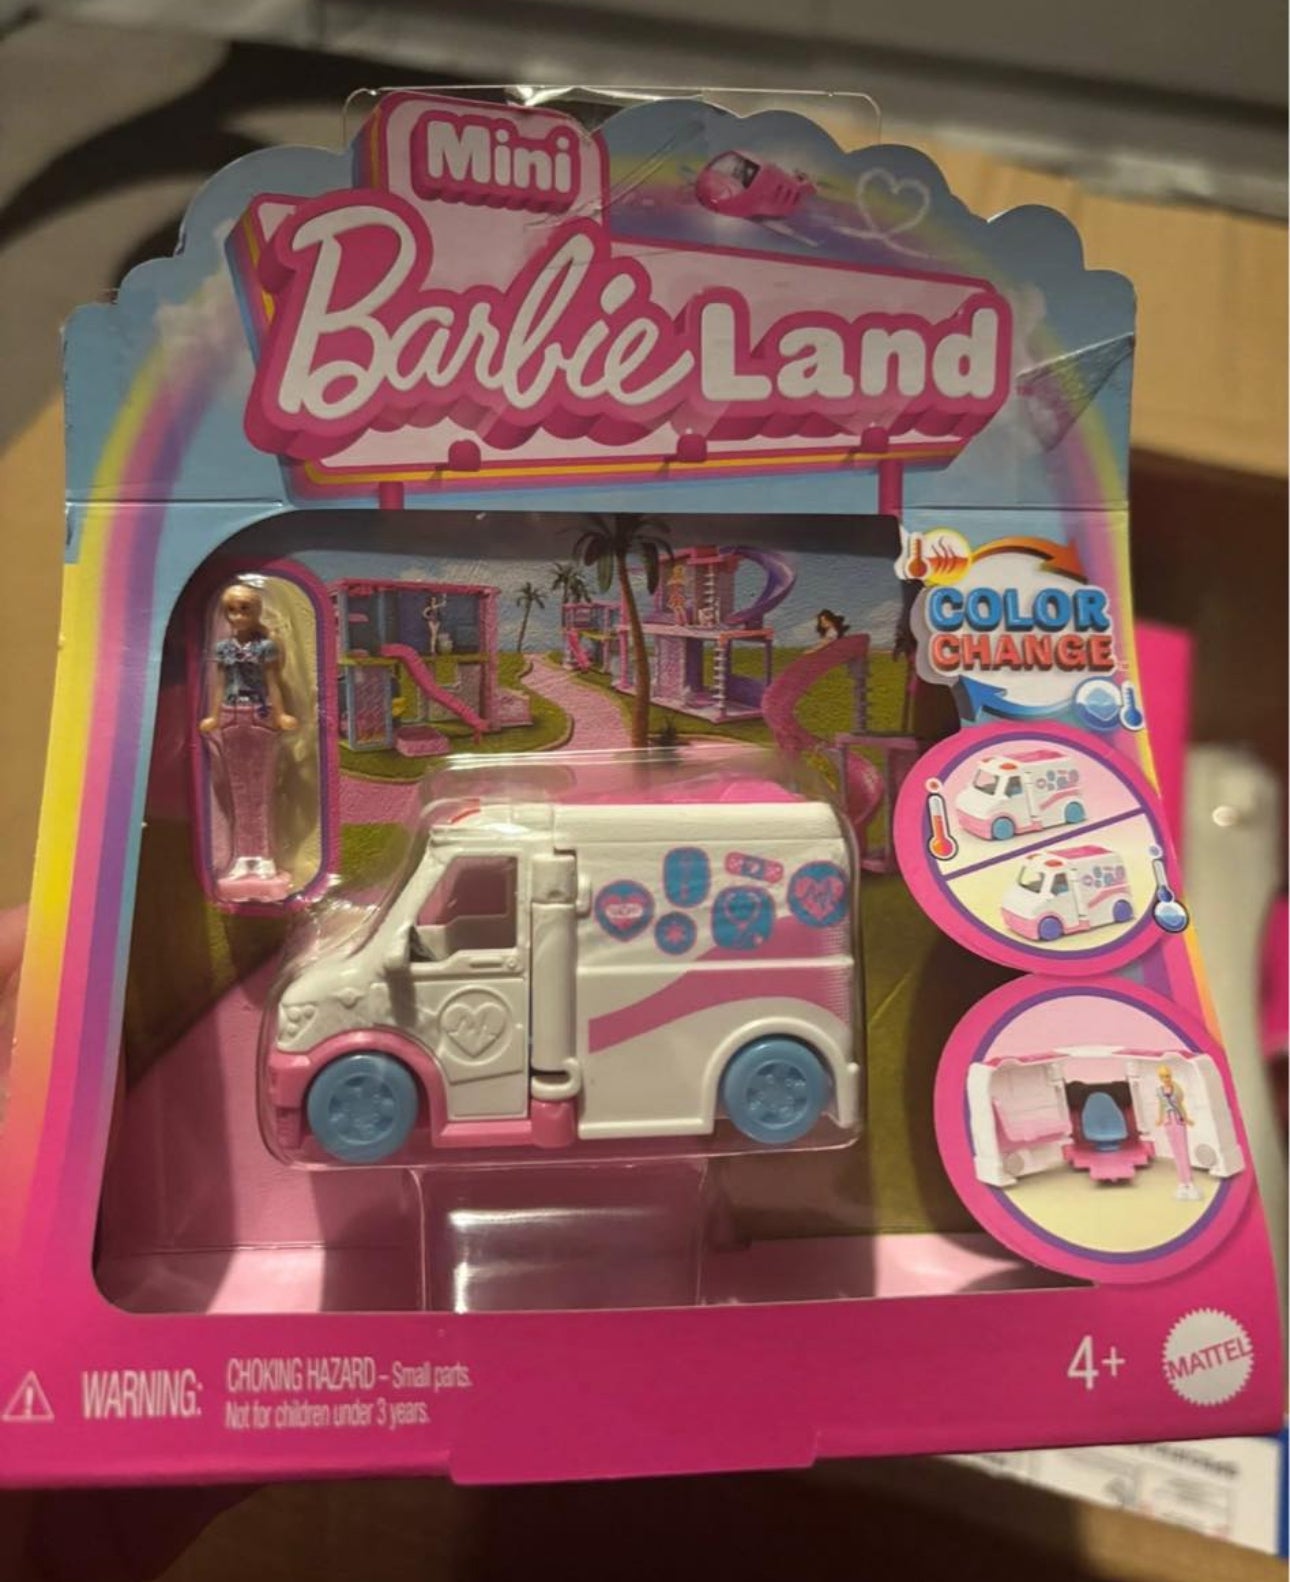 Mini
Barbie Land
COLOR
CHANGE
WARNING:
CHOKING HAZARD – Small parts.
Not for children under 3 years.
4+
MATTEL